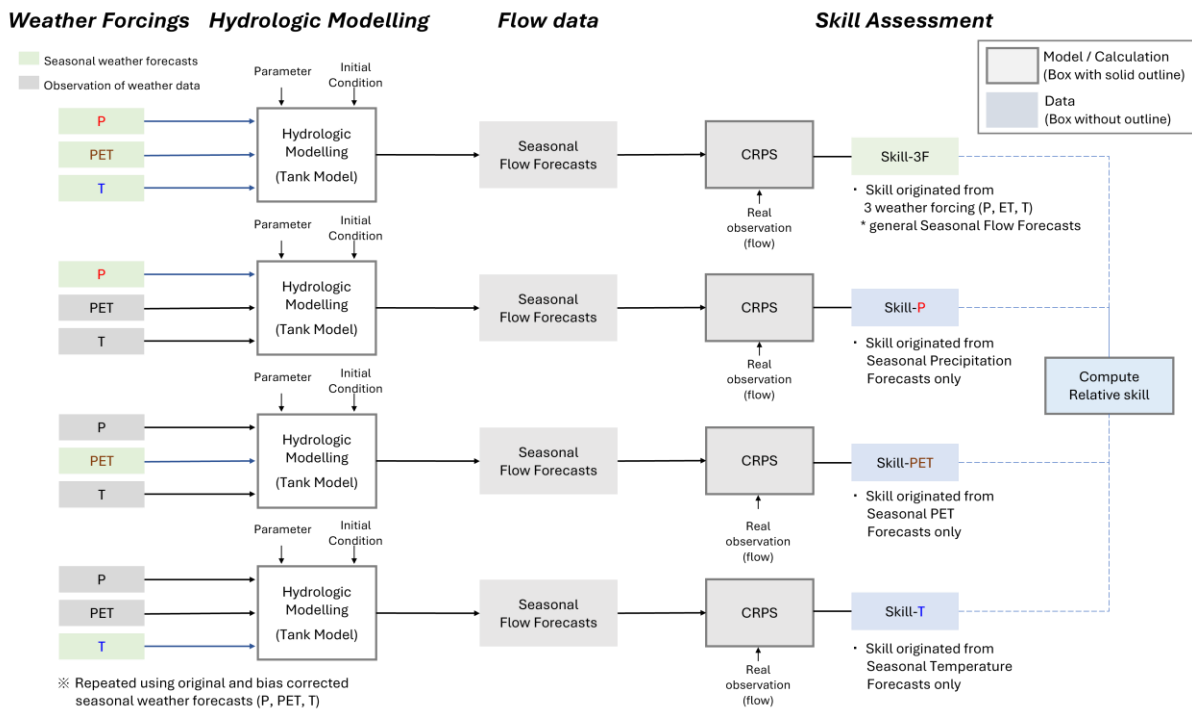 Weather Forcings
Hydrologic Modelling
Flow data
Skill Assessment
Seasonal weather forecasts
Observation of weather data
Model / Calculation
(Box with solid outline)
Data
(Box without outline)
P
PET
T
Parameter
Initial
Condition
Hydrologic
Modelling
(Tank Model)
Seasonal
Flow Forecasts
CRPS
Real
observation
(flow)
Skill-3F
· Skill originated from
3 weather forcing (P, ET, T)
* general Seasonal Flow Forecasts
P
PET
T
Parameter
Initial
Condition
Hydrologic
Modelling
(Tank Model)
Seasonal
Flow Forecasts
CRPS
Real
observation
(flow)
Skill-P
· Skill originated from
Seasonal Precipitation
Forecasts only
Compute
Relative skill
P
PET
T
Parameter
Initial
Condition
Hydrologic
Modelling
(Tank Model)
Seasonal
Flow Forecasts
CRPS
Real
observation
(flow)
Skill-PET
· Skill originated from
Seasonal PET
Forecasts only
P
PET
T
Parameter
Initial
Condition
Hydrologic
Modelling
(Tank Model)
Seasonal
Flow Forecasts
CRPS
Real
observation
(flow)
Skill-T
· Skill originated from
Seasonal Temperature
Forecasts only
※ Repeated using original and bias corrected
seasonal weather forecasts (P, PET, T)